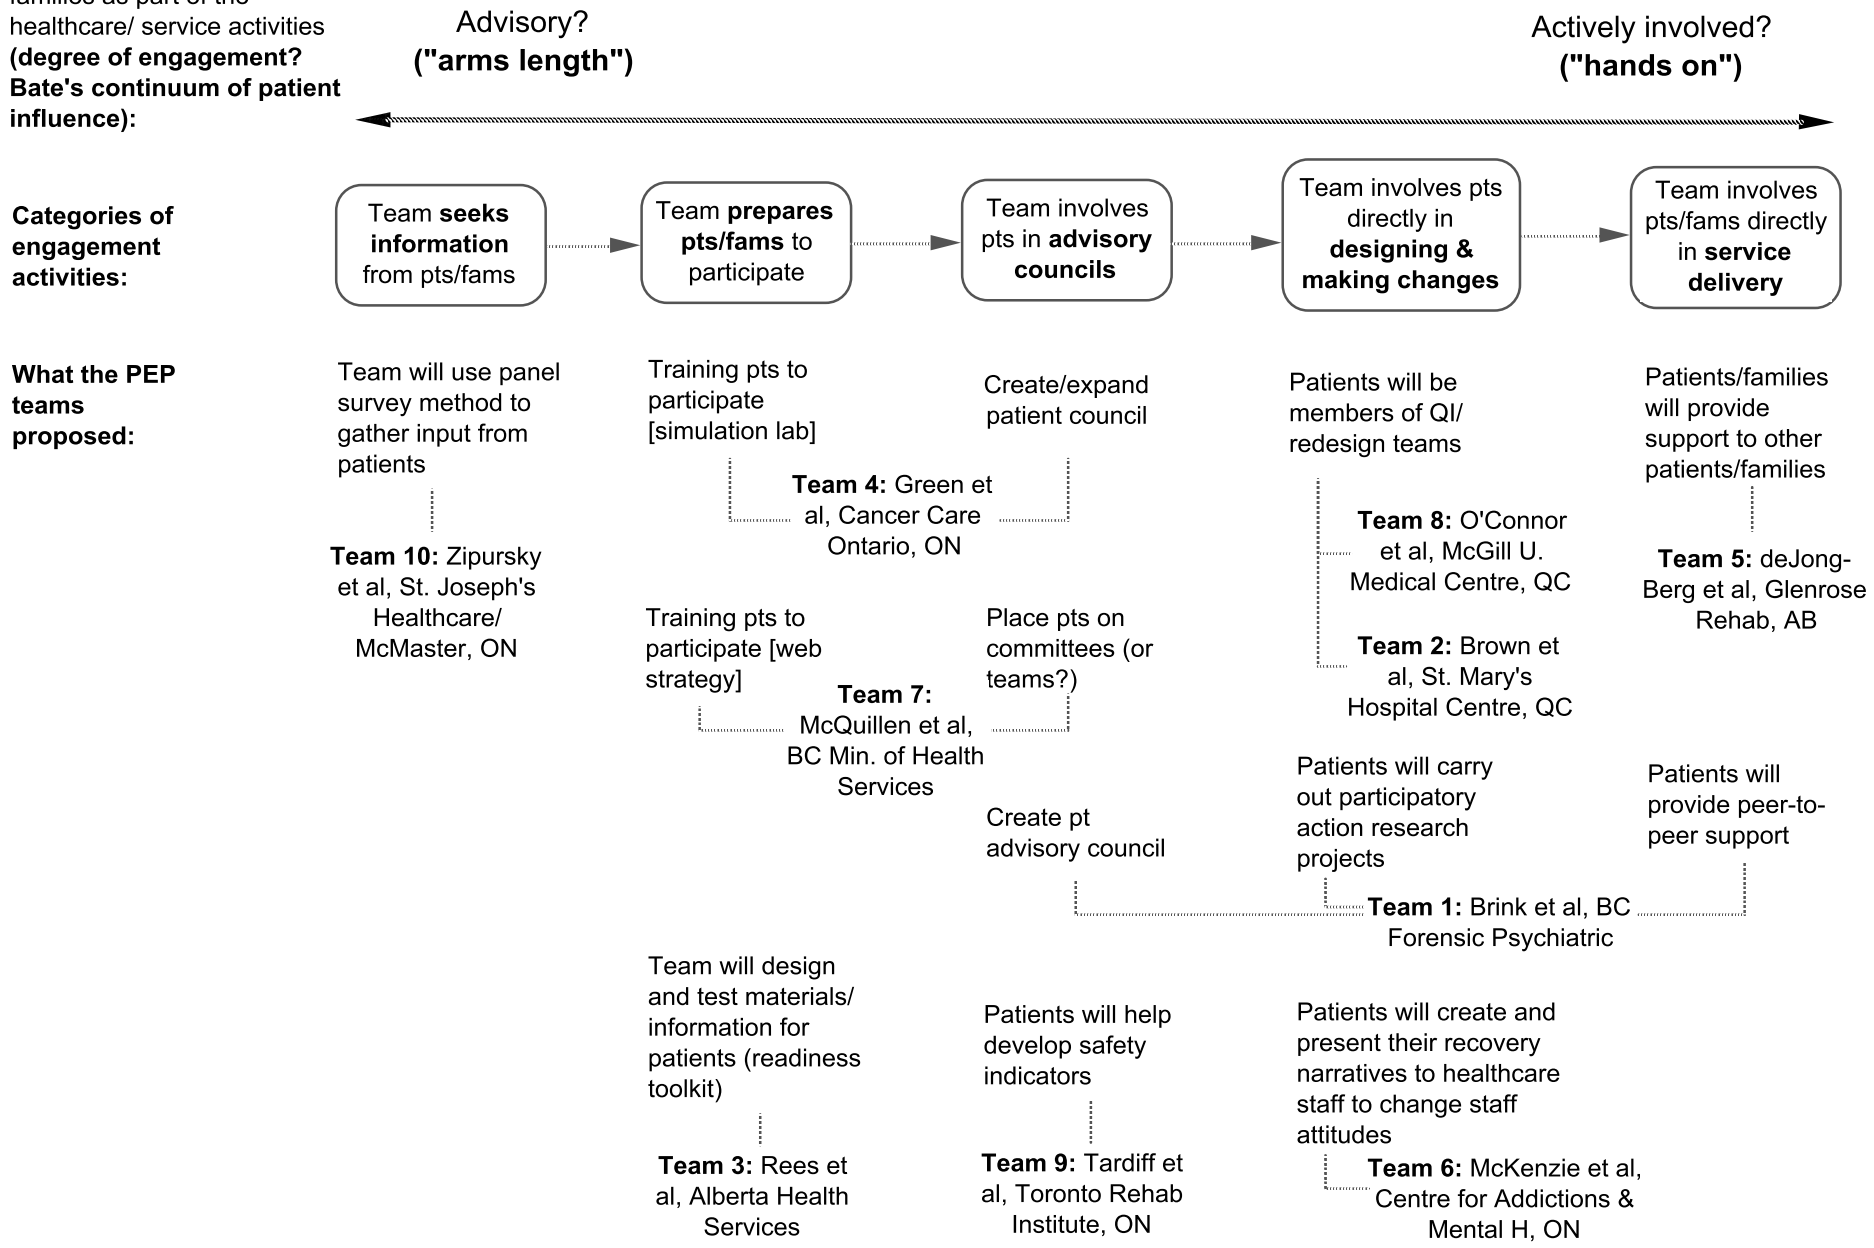 families as part of the
healthcare/ service activities
(degree of engagement?
Bate's continuum of patient
influence):
Advisory?
("arms length")
Actively involved?
("hands on")
Categories of
engagement
activities:
Team seeks
information
from pts/fams
Team prepares
pts/fams to
participate
Team involves
pts in advisory
councils
Team involves pts
directly in
designing &
making changes
Team involves
pts/fams directly
in service
delivery
What the PEP
teams
proposed:
Team will use panel
survey method to
gather input from
patients
Team 10: Zipursky
et al, St. Joseph's
Healthcare/
McMaster, ON
Training pts to
participate
[simulation lab]
Create/expand
patient council
Team 4: Green et
al, Cancer Care
Ontario, ON
Patients will be
members of QI/
redesign teams
Team 8: O'Connor
et al, McGill U.
Medical Centre, QC
Team 2: Brown et
al, St. Mary's
Hospital Centre, QC
Patients/families
will provide
support to other
patients/families
Team 5: deJong-
Berg et al, Glenrose
Rehab, AB
Training pts to
participate [web
strategy]
Place pts on
committees (or
teams?)
Team 7:
McQuillen et al,
BC Min. of Health
Services
Create pt
advisory council
Patients will carry
out participatory
action research
projects
Patients will
provide peer-to-
peer support
Team 1: Brink et al, BC
Forensic Psychiatric
Team will design
and test materials/
information for
patients (readiness
toolkit)
Team 3: Rees et
al, Alberta Health
Services
Patients will help
develop safety
indicators
Team 9: Tardiff et
al, Toronto Rehab
Institute, ON
Patients will create and
present their recovery
narratives to healthcare
staff to change staff
attitudes
Team 6: McKenzie et al,
Centre for Addictions &
Mental H, ON